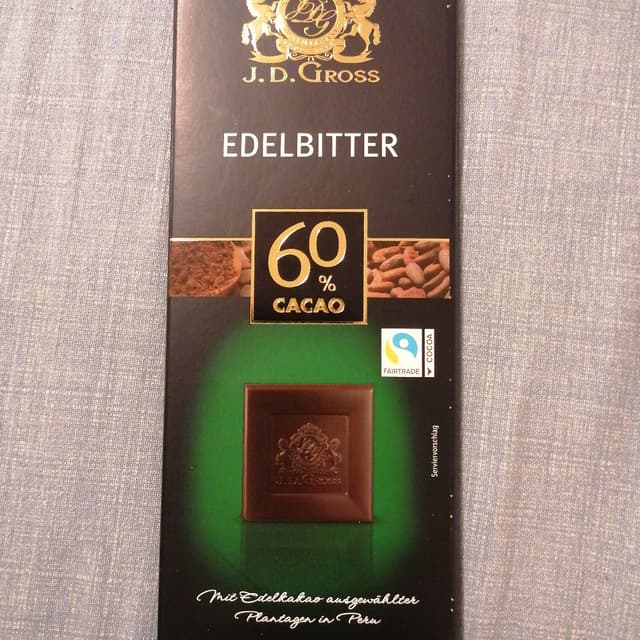 J. D. GROSS
EDELBITTER
60
%
CACAO
FAIRTRADE
COCOA
Serviervorschlag
J. D. GROSS
Mit Edelkakao ausgewählter
Plantagen in Peru